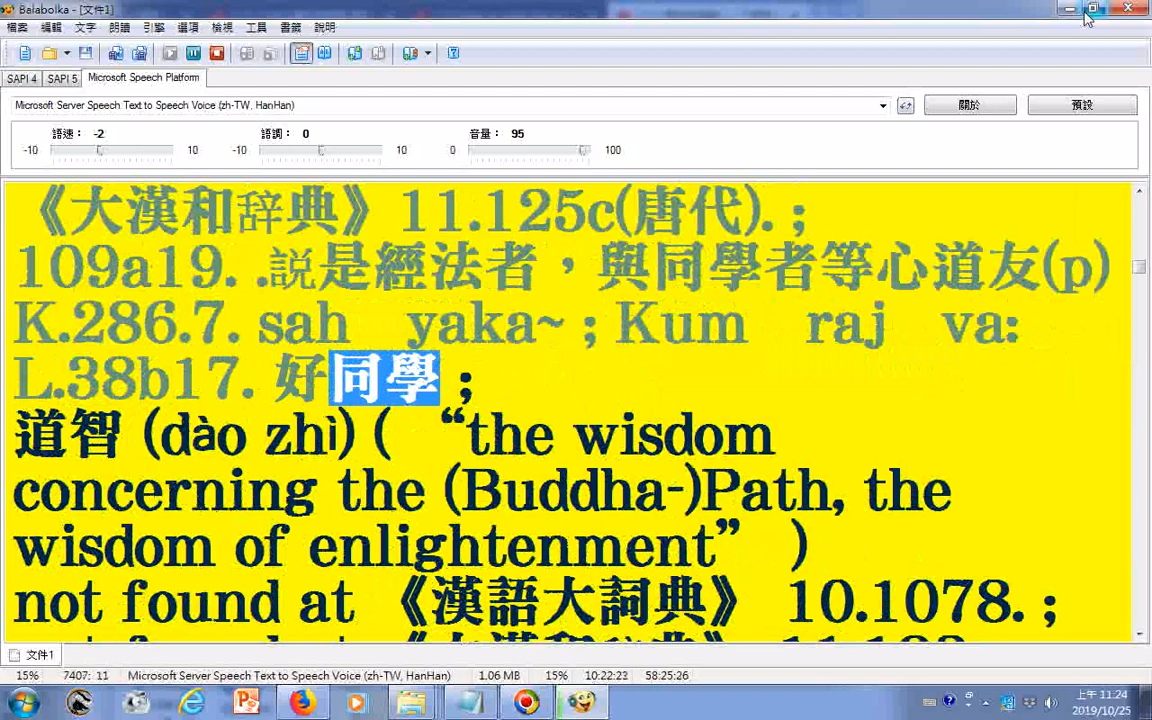 Balabolka - [文件1]
檔案 編輯 文字 朗讀 引擎 選項 檢視 工具 書籤 說明
SAPI 4 SAPI 5 Microsoft Speech Platform
Microsoft Server Speech Text to Speech Voice (zh-TW, HanHan) 關於 預設
語速： -2 語調： 0 音量： 95
-10 10 -10 10 0 100
《大漢和辞典》 11.125c(唐代). ;
109a19. .説是經法者，與同學者等心道友(p)
K.286.7. sah yaka~ ; Kum raj va:
L.38b17. 好同學 ;
道智 (dào zhì) ( “the wisdom
concerning the (Buddha-)Path, the
wisdom of enlightenment” )
not found at 《漢語大詞典》 10.1078. ;
文件1
15% 7407: 11 Microsoft Server Speech Text to Speech Voice (zh-TW, HanHan) 1.06 MB 15% 10:22:23 58:25:26
上午 11:24
2019/10/25